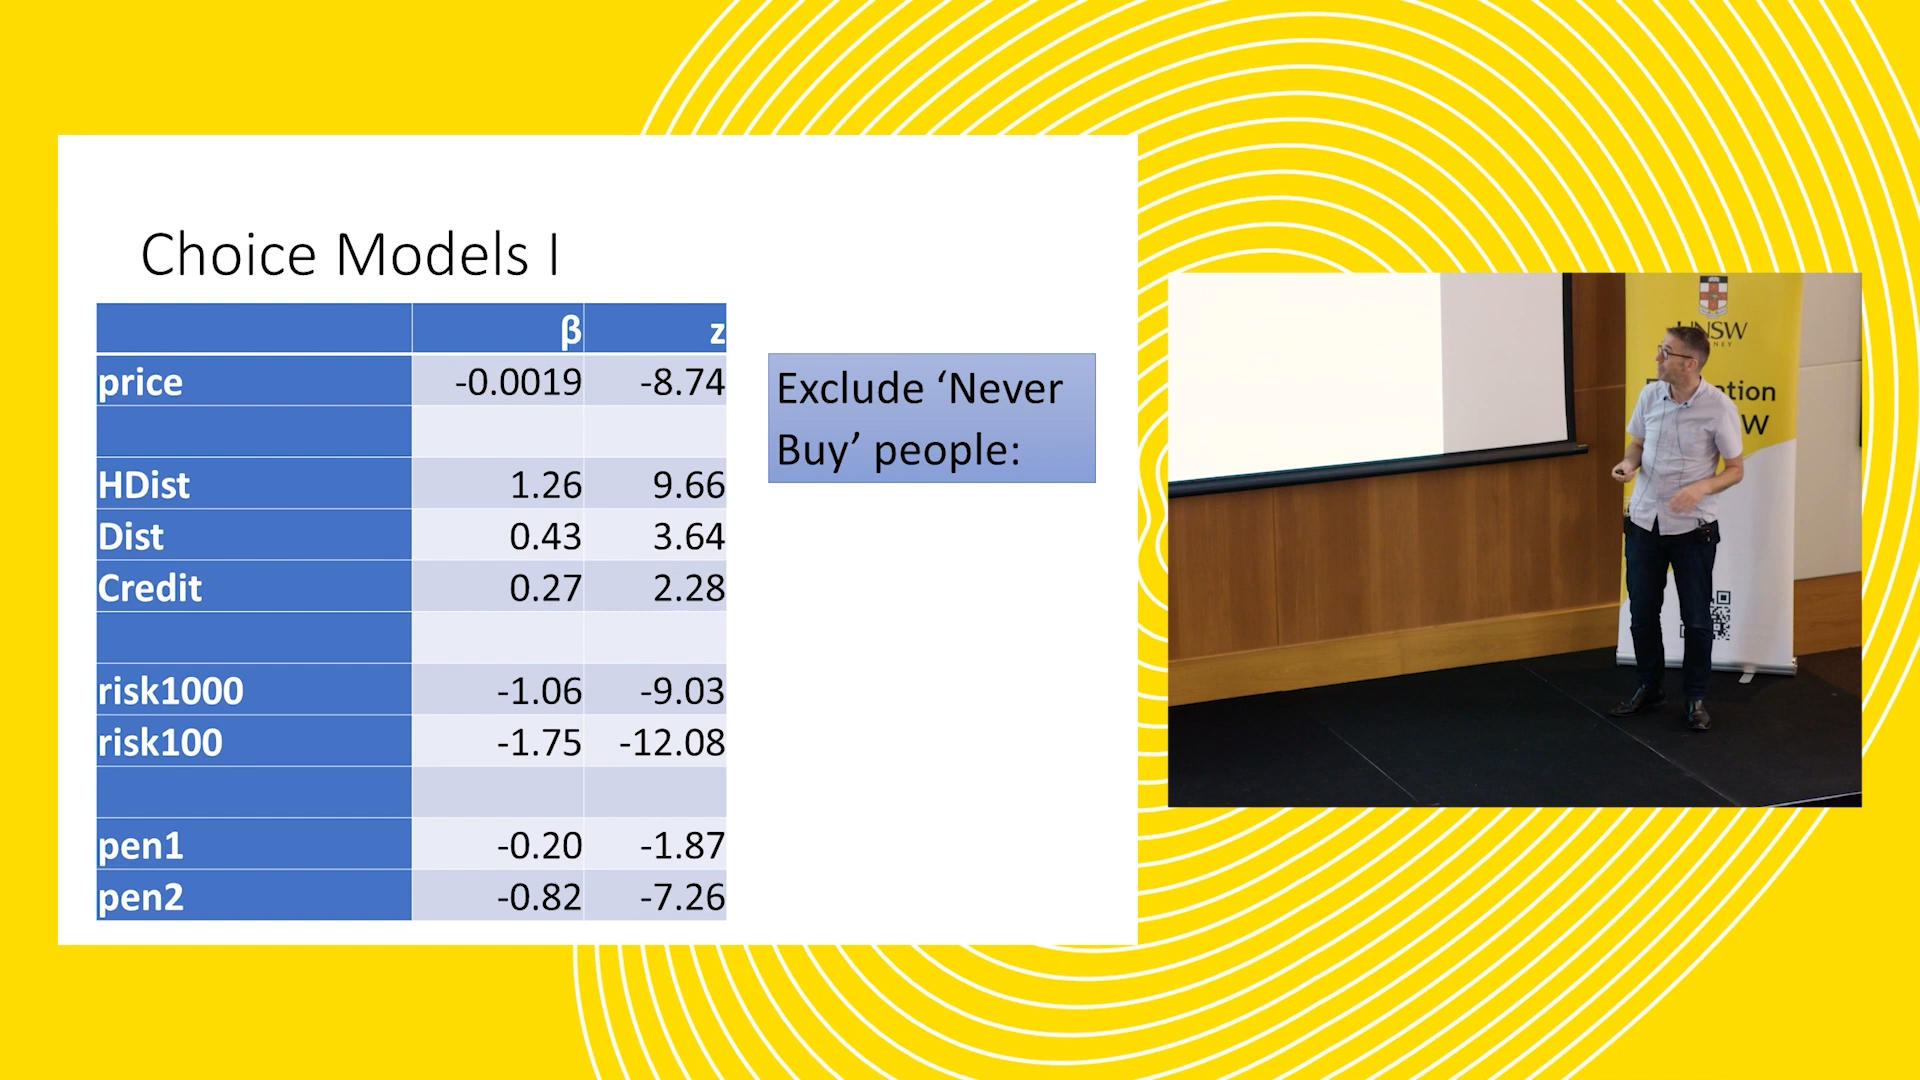 Choice Models I
β z
price -0.0019 -8.74
HDist 1.26 9.66
Dist 0.43 3.64
Credit 0.27 2.28
risk1000 -1.06 -9.03
risk100 -1.75 -12.08
pen1 -0.20 -1.87
pen2 -0.82 -7.26
Exclude ‘Never
Buy’ people:
UNSW